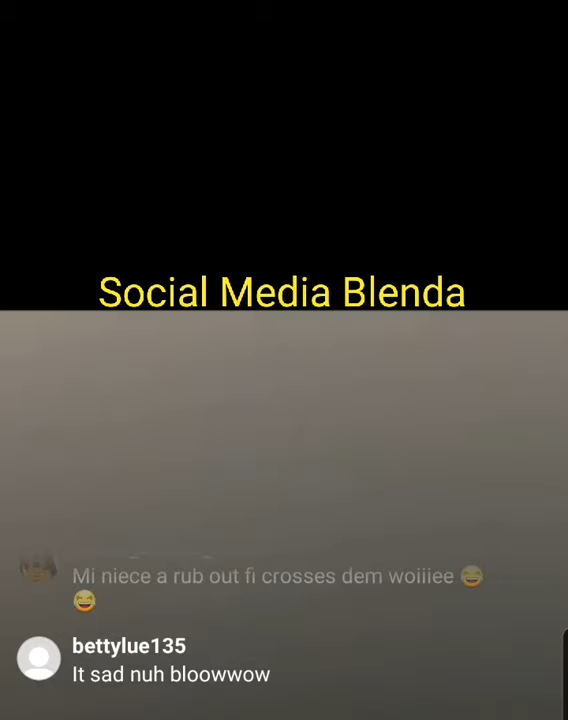 Social Media Blenda
Mi niece a rub out fi crosses dem woiiiee 😂
😆
bettylue135
It sad nuh bloowwow